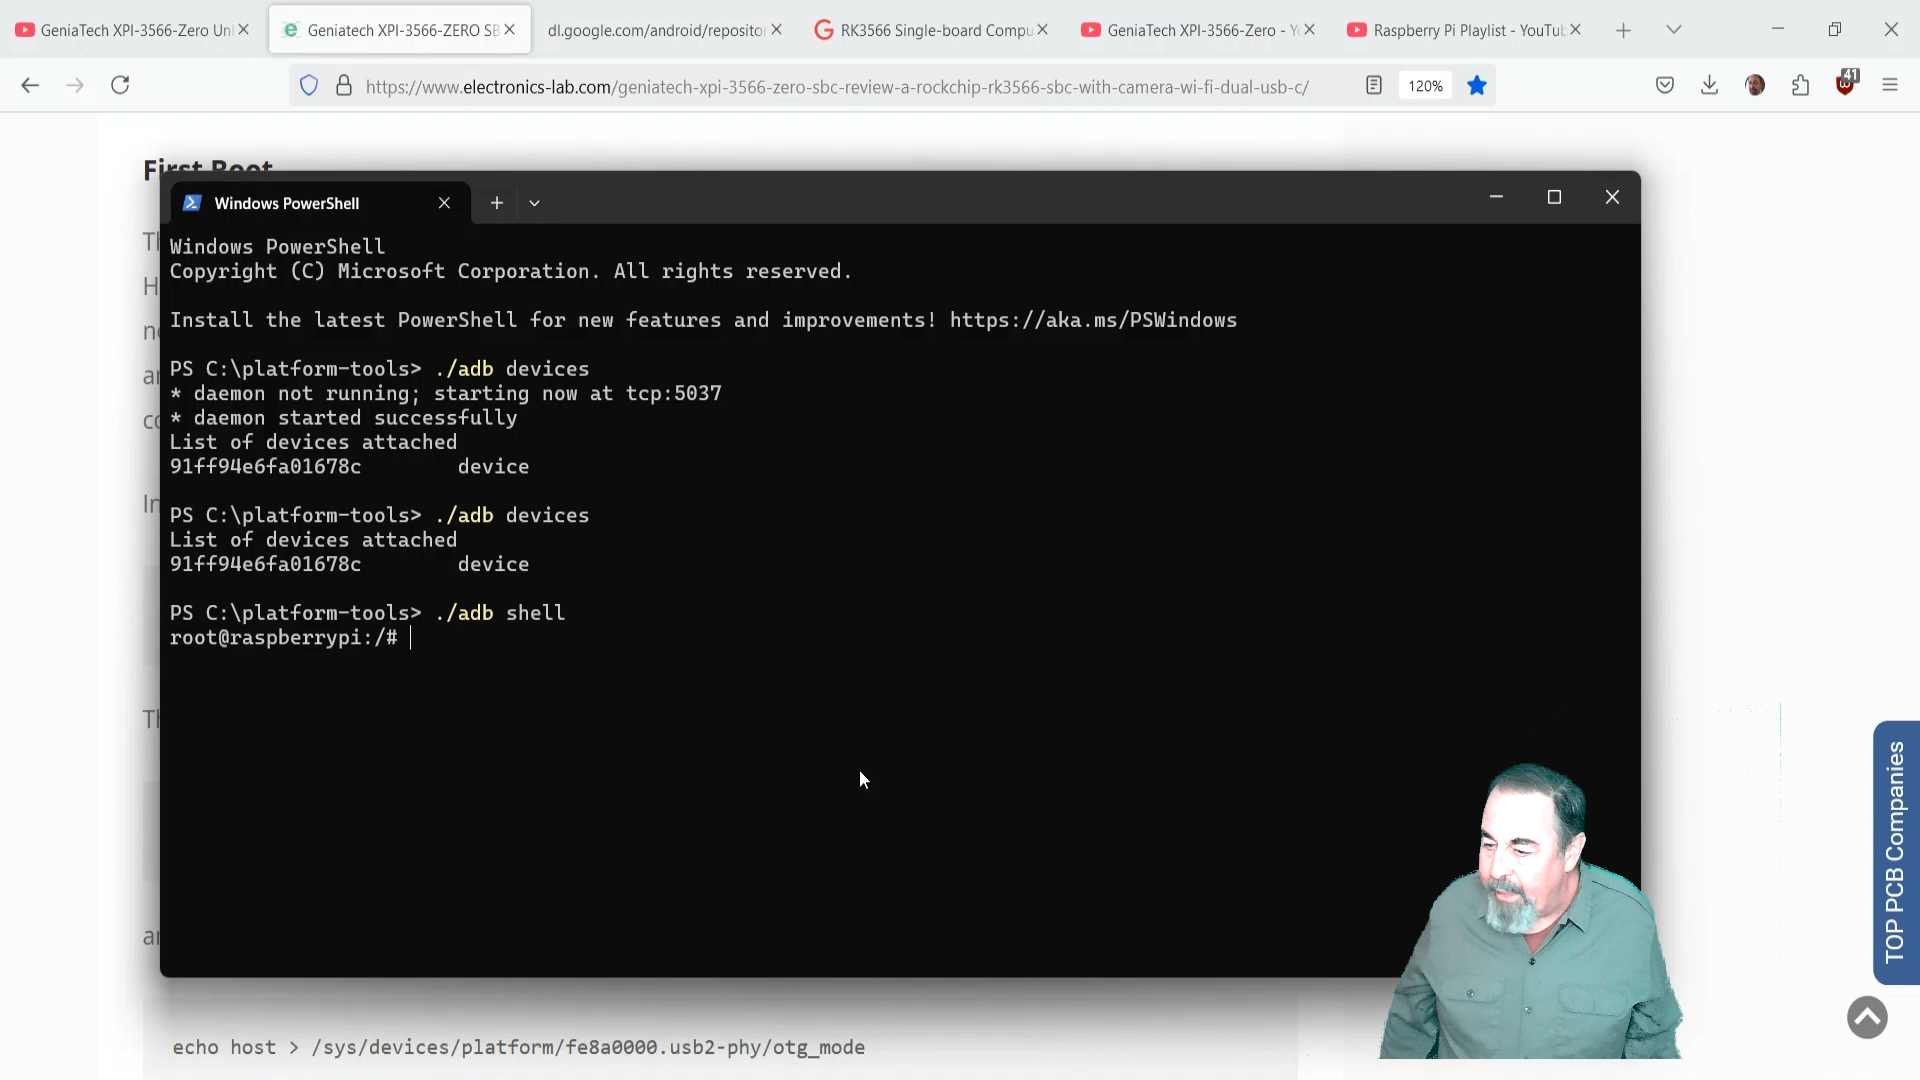 GeniaTech XPI-3566-Zero Un
Geniatech XPI-3566-ZERO SB
dl.google.com/android/repositor
RK3566 Single-board Compu
GeniaTech XPI-3566-Zero - Y
Raspberry Pi Playlist - YouTub
https://www.electronics-lab.com/geniatech-xpi-3566-zero-sbc-review-a-rockchip-rk3566-sbc-with-camera-wi-fi-dual-usb-c/
120%
41
First Boot
Windows PowerShell
Windows PowerShell
Copyright (C) Microsoft Corporation. All rights reserved.
Install the latest PowerShell for new features and improvements! https://aka.ms/PSWindows
PS C:\platform-tools> ./adb devices
* daemon not running; starting now at tcp:5037
* daemon started successfully
List of devices attached
91ff94e6fa01678c device
PS C:\platform-tools> ./adb devices
List of devices attached
91ff94e6fa01678c device
PS C:\platform-tools> ./adb shell
root@raspberrypi:/#
TOP PCB Companies
echo host > /sys/devices/platform/fe8a0000.usb2-phy/otg_mode